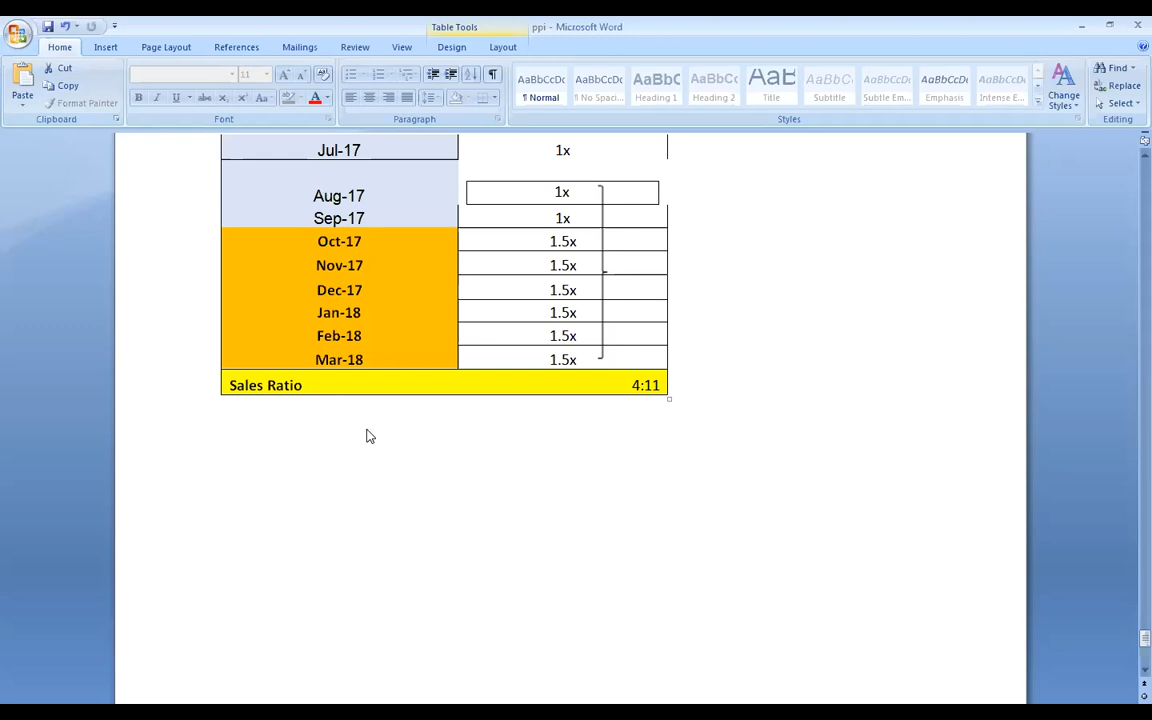 Table Tools
ppi - Microsoft Word
Home Insert Page Layout References Mailings Review View Design Layout
Paste
Cut
Copy
Format Painter
Clipboard
11
Font
Paragraph
AaBbCcDc AaBbCcDc AaBbC AaBbCc AaB AaBbCc. AaBbCcDc AaBbCcDc AaBbCcDc
¶ Normal ¶ No Spaci... Heading 1 Heading 2 Title Subtitle Subtle Em... Emphasis Intense E...
Change Styles
Styles
Find
Replace
Select
Editing
Jul-17 1x
Aug-17 1x
Sep-17 1x
Oct-17 1.5x
Nov-17 1.5x
Dec-17 1.5x
Jan-18 1.5x
Feb-18 1.5x
Mar-18 1.5x
Sales Ratio 4:11